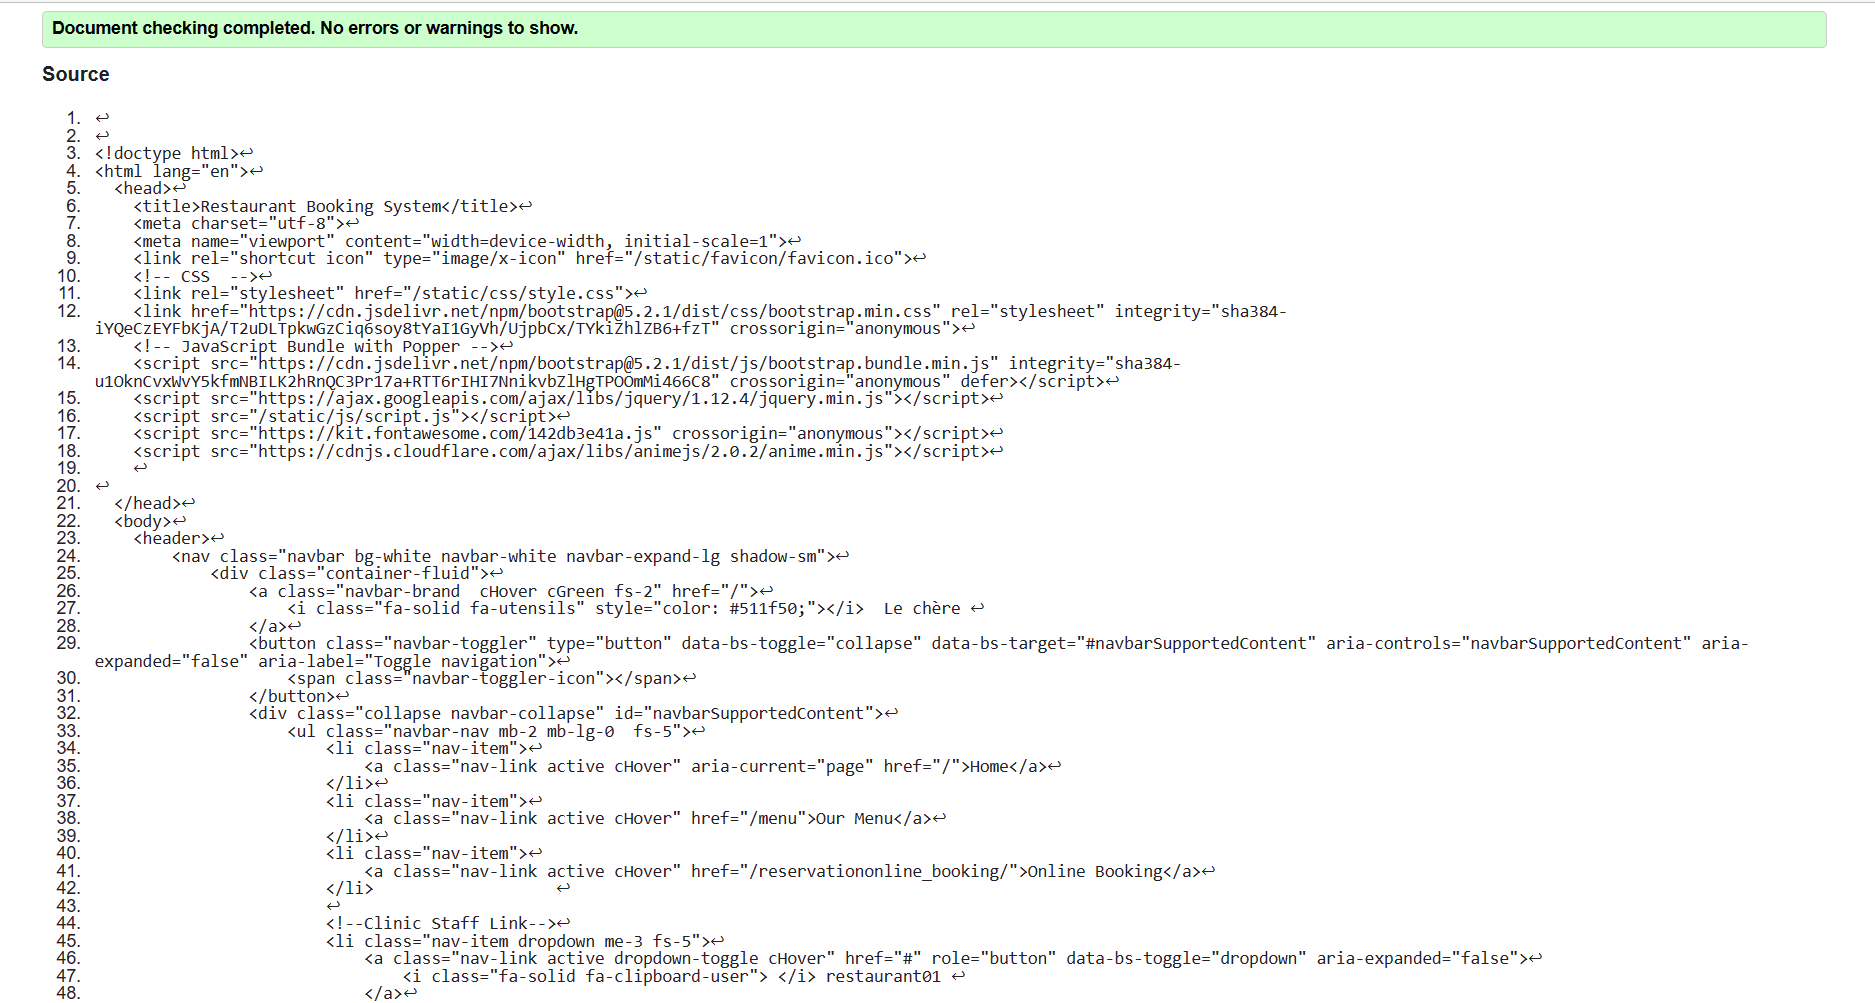 Document checking completed. No errors or warnings to show.
Source
1. ↩
2. ↩
3. <!doctype html>↩
4. <html lang="en">↩
5. <head>↩
6. <title>Restaurant Booking System</title>↩
7. <meta charset="utf-8">↩
8. <meta name="viewport" content="width=device-width, initial-scale=1">↩
9. <link rel="shortcut icon" type="image/x-icon" href="/static/favicon/favicon.ico">↩
10. <!-- CSS  -->↩
11. <link rel="stylesheet" href="/static/css/style.css">↩
12. <link href="https://cdn.jsdelivr.net/npm/bootstrap@5.2.1/dist/css/bootstrap.min.css" rel="stylesheet" integrity="sha384-
iYQeCzEYFbKjA/T2uDLTpkwGzCiq6soy8tYaI1GyVh/UjpbCx/TYkiZhlZB6+fzT" crossorigin="anonymous">↩
13. <!-- JavaScript Bundle with Popper -->↩
14. <script src="https://cdn.jsdelivr.net/npm/bootstrap@5.2.1/dist/js/bootstrap.bundle.min.js" integrity="sha384-
u1OknCvxWvY5kfmNBILK2hRnQC3Pr17a+RTT6rIHI7NnikvbZlHgTPOOmMi466C8" crossorigin="anonymous" defer></script>↩
15. <script src="https://ajax.googleapis.com/ajax/libs/jquery/1.12.4/jquery.min.js"></script>↩
16. <script src="/static/js/script.js"></script>↩
17. <script src="https://kit.fontawesome.com/142db3e41a.js" crossorigin="anonymous"></script>↩
18. <script src="https://cdnjs.cloudflare.com/ajax/libs/animejs/2.0.2/anime.min.js"></script>↩
19. ↩
20. ↩
21. </head>↩
22. <body>↩
23. <header>↩
24. <nav class="navbar bg-white navbar-white navbar-expand-lg shadow-sm">↩
25. <div class="container-fluid">↩
26. <a class="navbar-brand  cHover cGreen fs-2" href="/">↩
27. <i class="fa-solid fa-utensils" style="color: #511f50;"></i>  Le chère ↩
28. </a>↩
29. <button class="navbar-toggler" type="button" data-bs-toggle="collapse" data-bs-target="#navbarSupportedContent" aria-controls="navbarSupportedContent" aria-
expanded="false" aria-label="Toggle navigation">↩
30. <span class="navbar-toggler-icon"></span>↩
31. </button>↩
32. <div class="collapse navbar-collapse" id="navbarSupportedContent">↩
33. <ul class="navbar-nav mb-2 mb-lg-0  fs-5">↩
34. <li class="nav-item">↩
35. <a class="nav-link active cHover" aria-current="page" href="/">Home</a>↩
36. </li>↩
37. <li class="nav-item">↩
38. <a class="nav-link active cHover" href="/menu">Our Menu</a>↩
39. </li>↩
40. <li class="nav-item">↩
41. <a class="nav-link active cHover" href="/reservationonline_booking/">Online Booking</a>↩
42. </li> ↩
43. ↩
44. <!--Clinic Staff Link-->↩
45. <li class="nav-item dropdown me-3 fs-5">↩
46. <a class="nav-link active dropdown-toggle cHover" href="#" role="button" data-bs-toggle="dropdown" aria-expanded="false">↩
47. <i class="fa-solid fa-clipboard-user"> </i> restaurant01 ↩
48. </a>↩